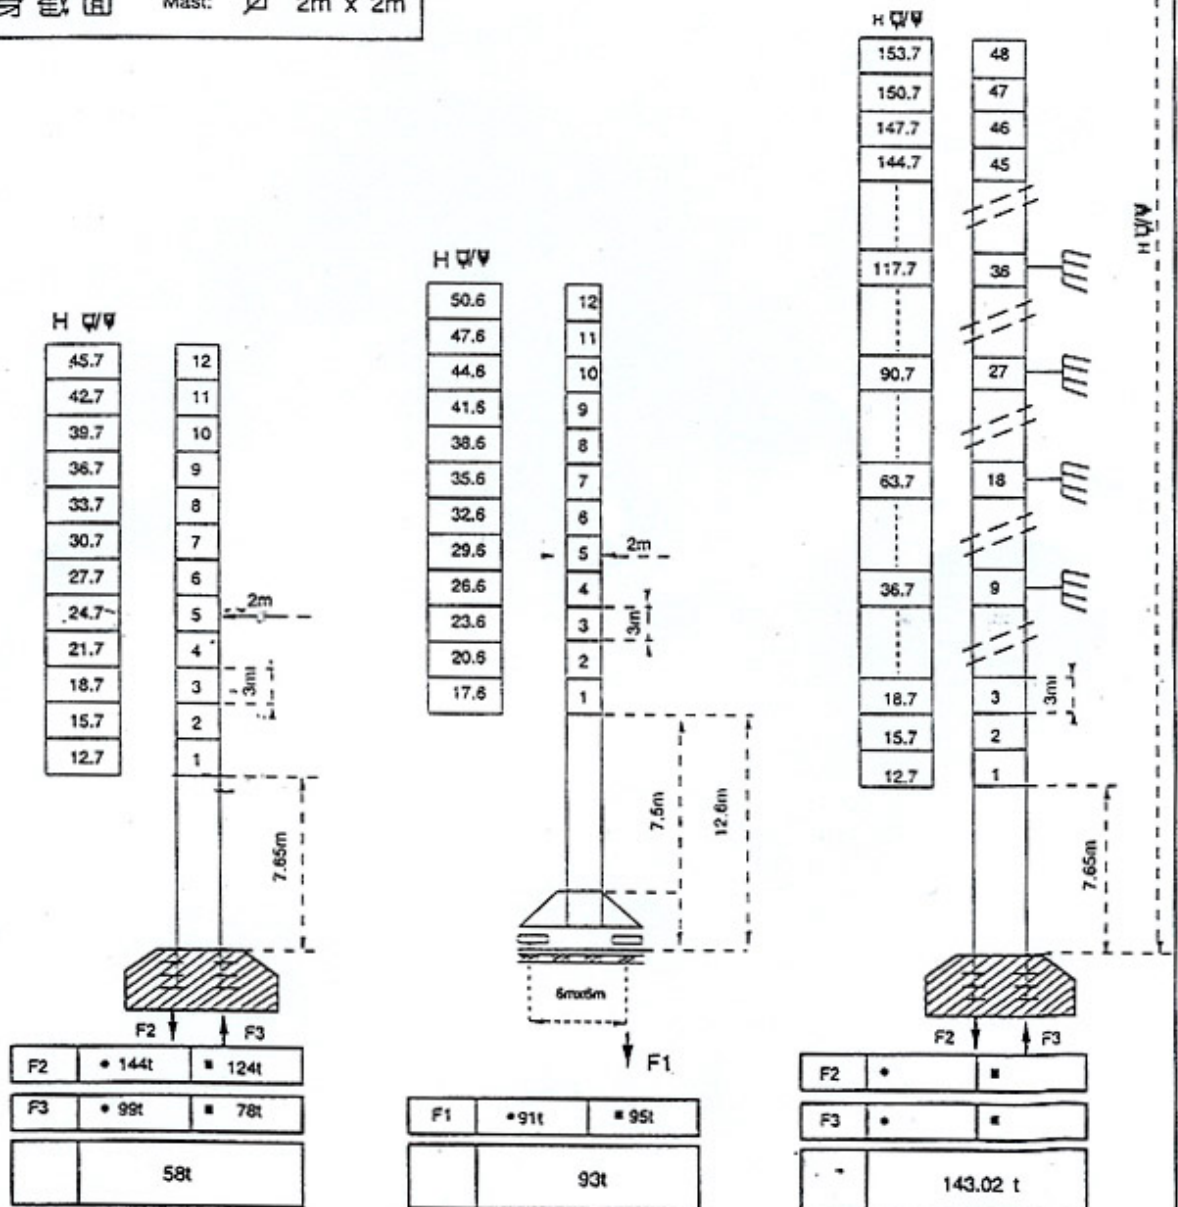 Mast: 2m x 2m
H
153.7 48
150.7 47
147.7 46
144.7 45
117.7 36
90.7 27
63.7 18
36.7 9
18.7 3
15.7 2
12.7 1
3m
7.65m
H
H
50.6 12
47.6 11
44.6 10
41.6 9
38.6 8
35.6 7
32.6 6
29.6 5
26.6 4
23.6 3
20.6 2
17.6 1
2m
3m
7.5m
12.6m
6mx6m
F1
H
45.7 12
42.7 11
39.7 10
36.7 9
33.7 8
30.7 7
27.7 6
24.7 5
21.7 4
18.7 3
15.7 2
12.7 1
2m
3m
7.65m
F2 F3
F2 • 144t ■ 124t
F3 • 99t ■ 78t
58t
F1 • 91t ■ 95t
93t
F2 F3
F2 • ■
F3 • ■
143.02 t